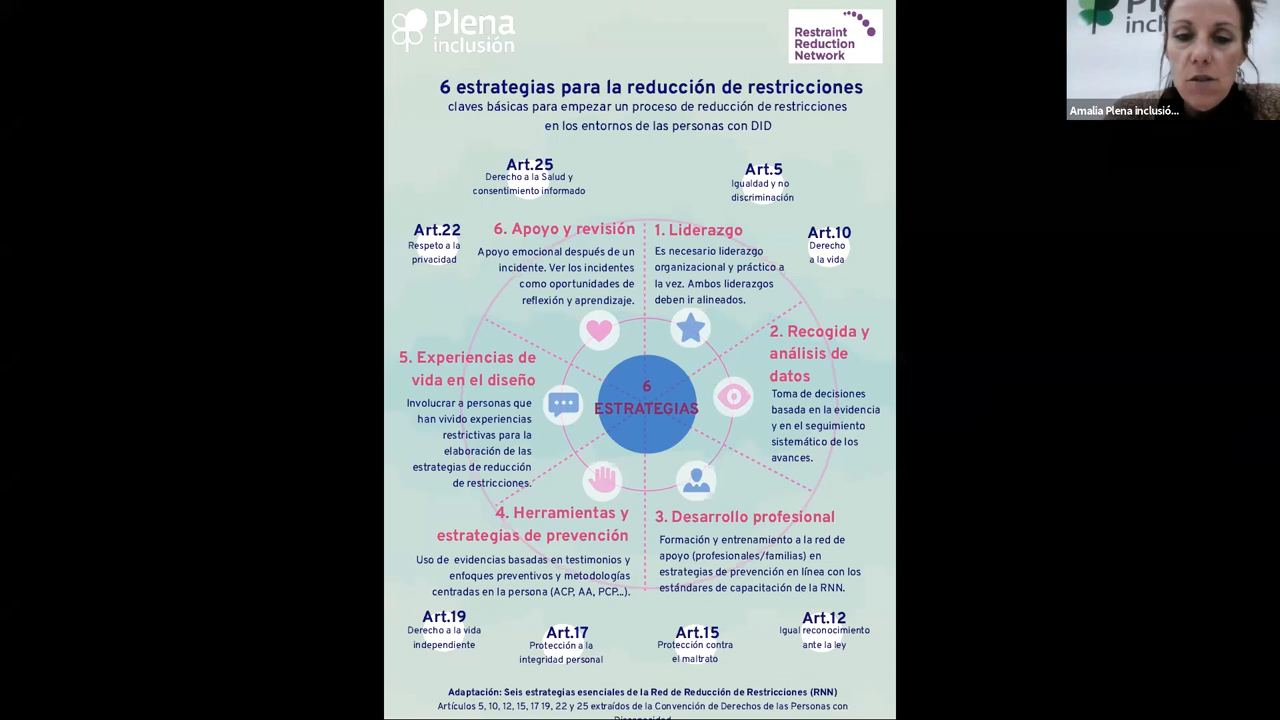 Plena
inclusión
Restraint
Reduction
Network
Ple
incl
Amalia Plena inclusió...
6 estrategias para la reducción de restricciones
claves básicas para empezar un proceso de reducción de restricciones
en los entornos de las personas con DID
Art.25
Derecho a la Salud y
consentimiento informado
Art.5
Igualdad y no
discriminación
Art.22
Respeto a la
privacidad
6. Apoyo y revisión
Apoyo emocional después de un
incidente. Ver los incidentes
como oportunidades de
reflexión y aprendizaje.
1. Liderazgo
Es necesario liderazgo
organizacional y práctico a
la vez. Ambos liderazgos
deben ir alineados.
Art.10
Derecho
a la vida
5. Experiencias de
vida en el diseño
Involucrar a personas que
han vivido experiencias
restrictivas para la
elaboración de las
estrategias de reducción
de restricciones.
6
ESTRATEGIAS
2. Recogida y
análisis de
datos
Toma de decisiones
basada en la evidencia
y en el seguimiento
sistemático de los
avances.
4. Herramientas y
estrategias de prevención
Uso de evidencias basadas en testimonios y
enfoques preventivos y metodologías
centradas en la persona (ACP, AA, PCP...).
3. Desarrollo profesional
Formación y entrenamiento a la red de
apoyo (profesionales/familias) en
estrategias de prevención en línea con los
estándares de capacitación de la RNN.
Art.19
Derecho a la vida
independiente
Art.17
Protección a la
integridad personal
Art.15
Protección contra
el maltrato
Art.12
Igual reconocimiento
ante la ley
Adaptación: Seis estrategias esenciales de la Red de Reducción de Restricciones (RNN)
Artículos 5, 10, 12, 15, 17 19, 22 y 25 extraídos de la Convención de Derechos de las Personas con